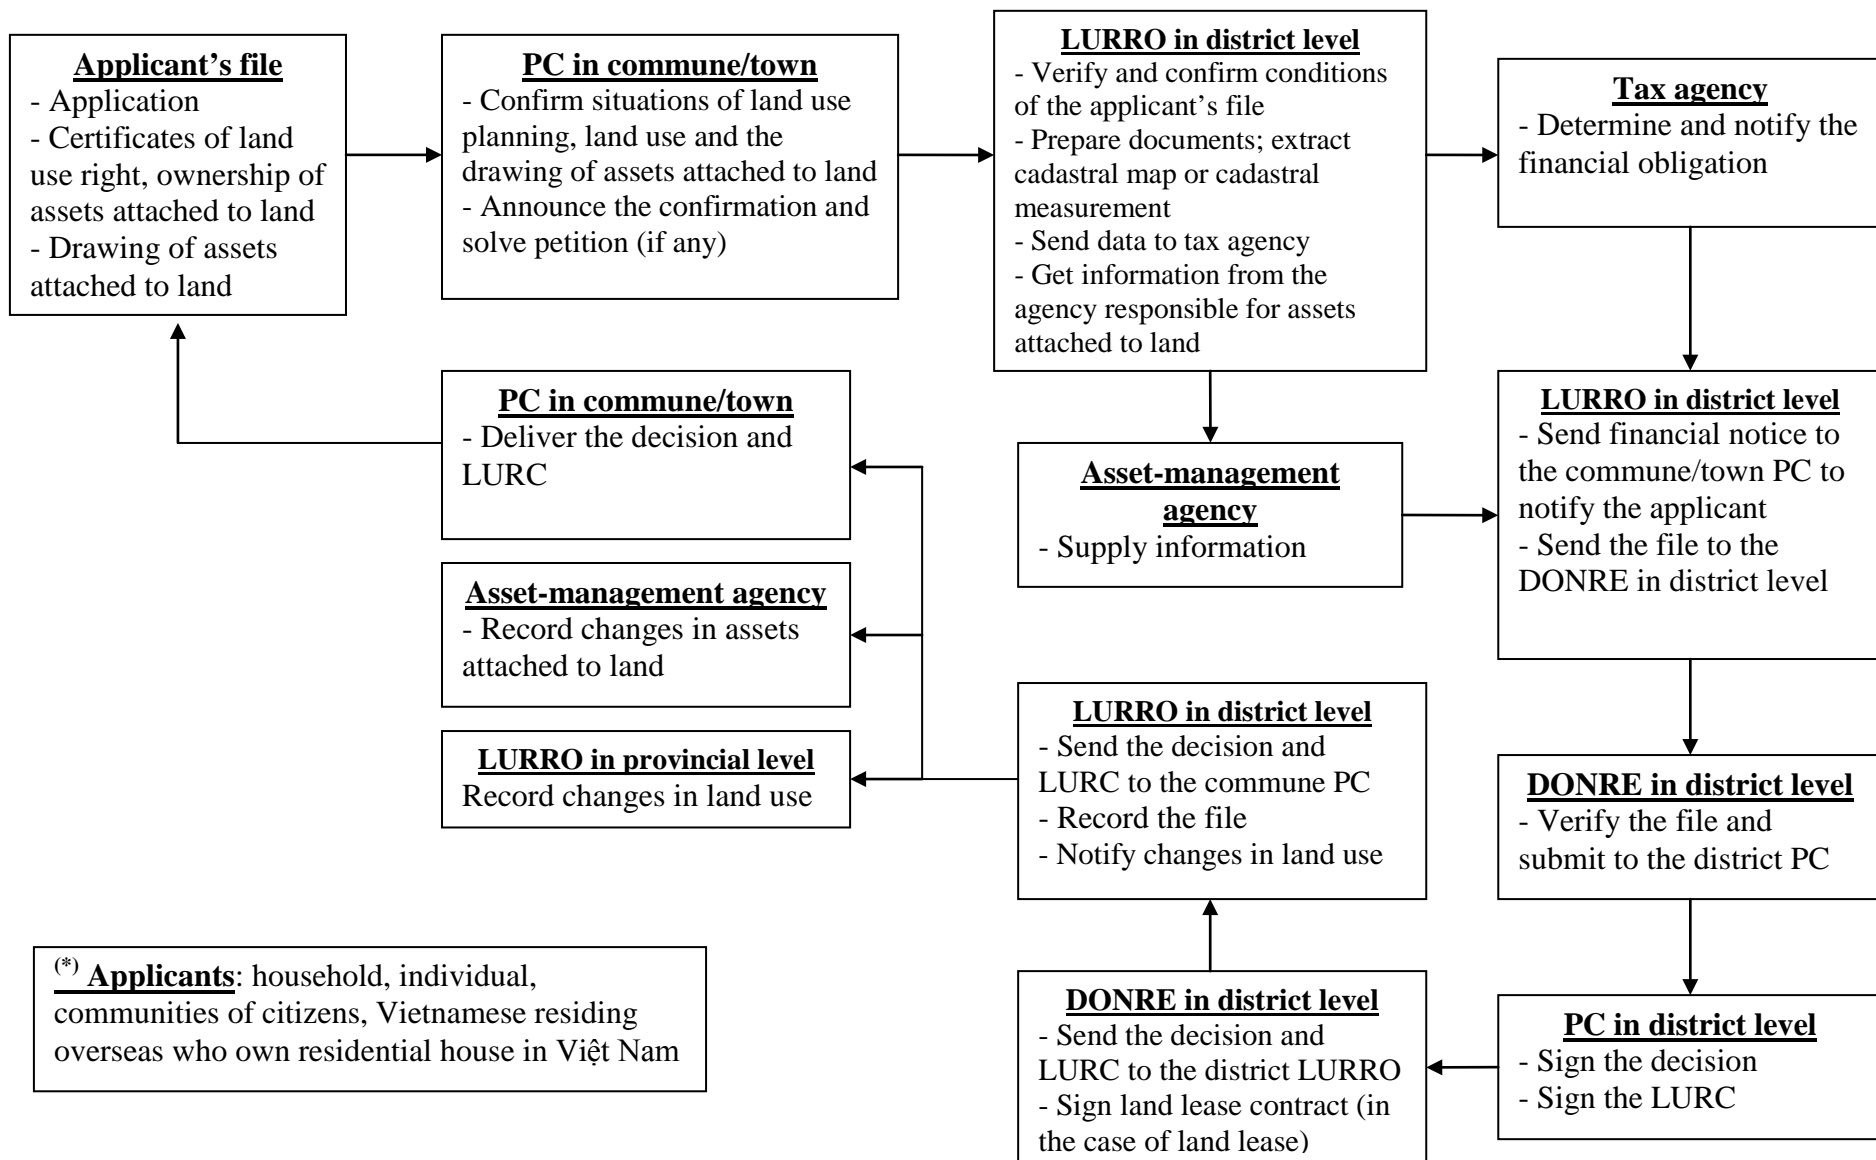 Applicant’s file
- Application
- Certificates of land
use right, ownership of
assets attached to land
- Drawing of assets
attached to land
PC in commune/town
- Confirm situations of land use
planning, land use and the
drawing of assets attached to land
- Announce the confirmation and
solve petition (if any)
LURRO in district level
- Verify and confirm conditions
of the applicant’s file
- Prepare documents; extract
cadastral map or cadastral
measurement
- Send data to tax agency
- Get information from the
agency responsible for assets
attached to land
Tax agency
- Determine and notify the
financial obligation
PC in commune/town
- Deliver the decision and
LURC
Asset-management
agency
- Supply information
LURRO in district level
- Send financial notice to
the commune/town PC to
notify the applicant
- Send the file to the
DONRE in district level
Asset-management agency
- Record changes in assets
attached to land
LURRO in provincial level
Record changes in land use
LURRO in district level
- Send the decision and
LURC to the commune PC
- Record the file
- Notify changes in land use
DONRE in district level
- Verify the file and
submit to the district PC
(*) Applicants: household, individual,
communities of citizens, Vietnamese residing
overseas who own residential house in Việt Nam
DONRE in district level
- Send the decision and
LURC to the district LURRO
- Sign land lease contract (in
the case of land lease)
PC in district level
- Sign the decision
- Sign the LURC